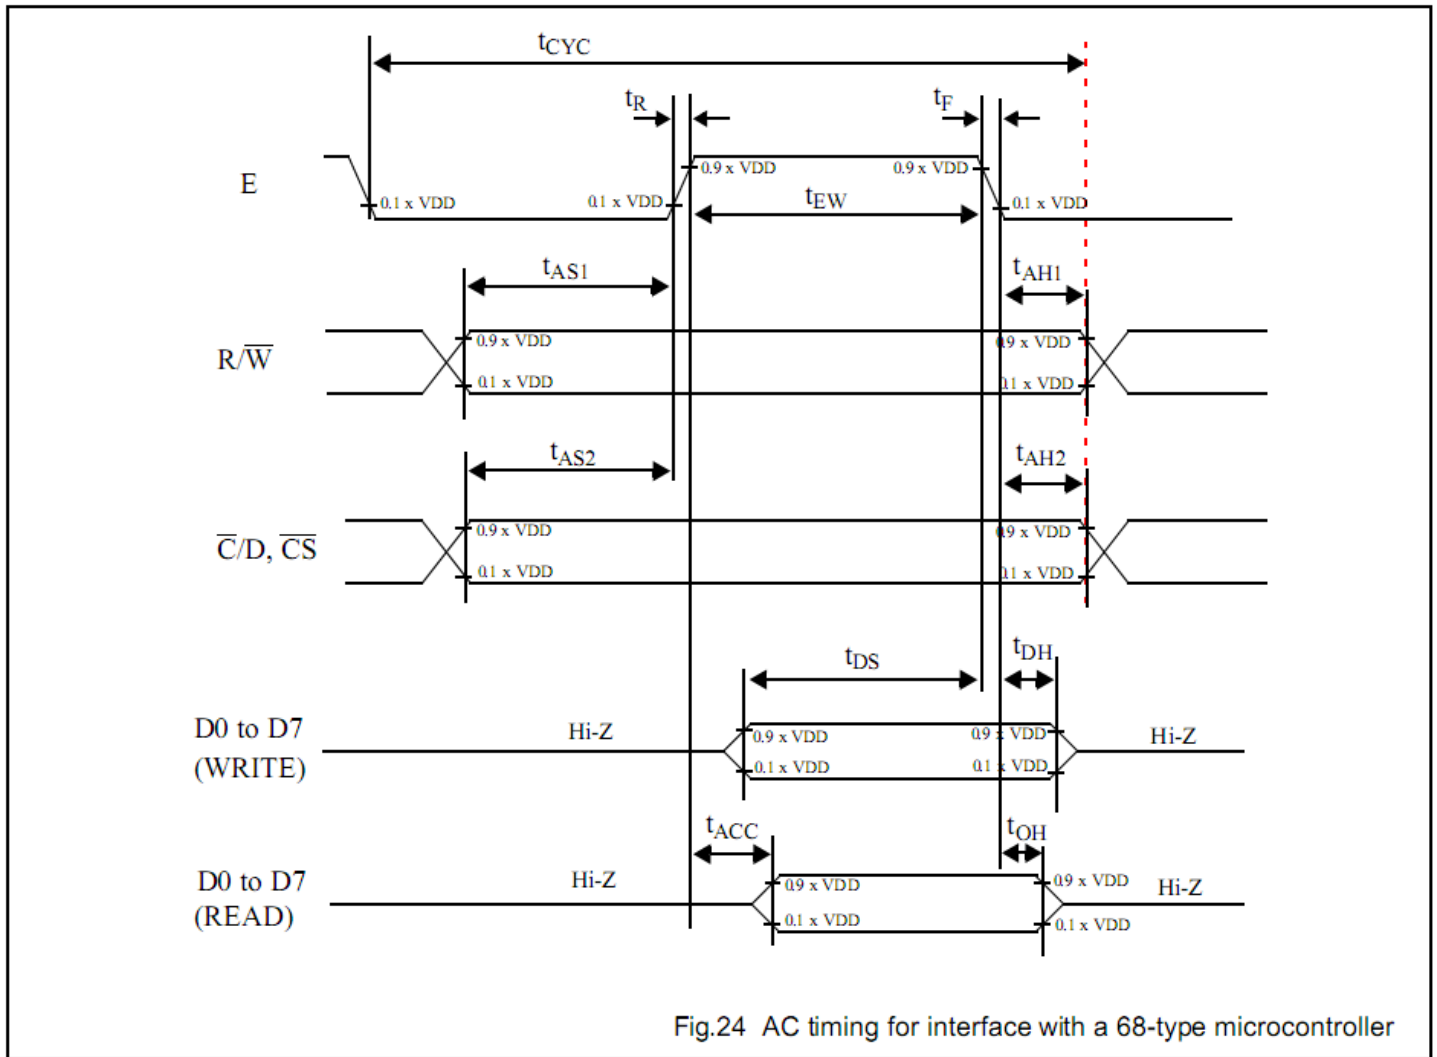 tCYC
tR
tF
E
0.9 x VDD
0.9 x VDD
0.1 x VDD
0.1 x VDD
tEW
0.1 x VDD
tAS1
tAH1
R/W̅
0.9 x VDD
0.9 x VDD
0.1 x VDD
0.1 x VDD
tAS2
tAH2
C̅/D, C̅S̅
0.9 x VDD
0.9 x VDD
0.1 x VDD
0.1 x VDD
tDS
tDH
D0 to D7
(WRITE)
Hi-Z
0.9 x VDD
0.9 x VDD
Hi-Z
0.1 x VDD
0.1 x VDD
tACC
tOH
D0 to D7
(READ)
Hi-Z
0.9 x VDD
0.9 x VDD
Hi-Z
0.1 x VDD
0.1 x VDD
Fig.24 AC timing for interface with a 68-type microcontroller